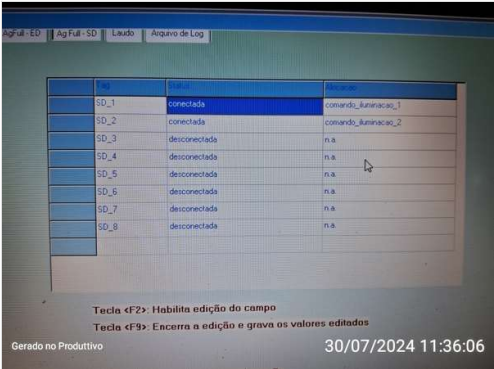 AgFull - ED Ag Full - SD Laudo Arquivo de Log
Tag Status Alocacao
SD_1 conectada comando_iluminacao_1
SD_2 conectada comando_iluminacao_2
SD_3 desconectada n.a.
SD_4 desconectada n.a.
SD_5 desconectada n.a.
SD_6 desconectada n.a.
SD_7 desconectada n.a.
SD_8 desconectada n.a.
Tecla <F2>: Habilita edição do campo
Tecla <F9>: Encerra a edição e grava os valores editados
Gerado no Produttivo 30/07/2024 11:36:06